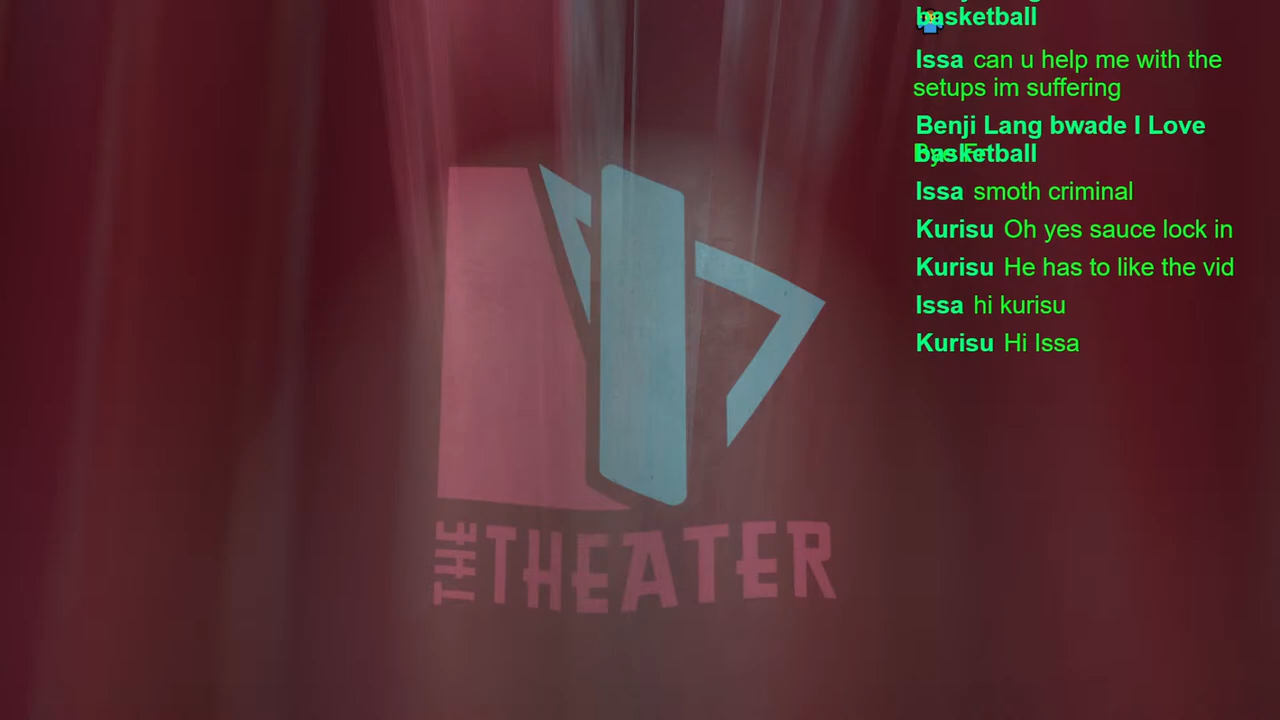 basketball
Issa can u help me with the
setups im suffering
Benji Lang bwade I Love
basketball
Issa smoth criminal
Kurisu Oh yes sauce lock in
Kurisu He has to like the vid
Issa hi kurisu
Kurisu Hi Issa
THE THEATER